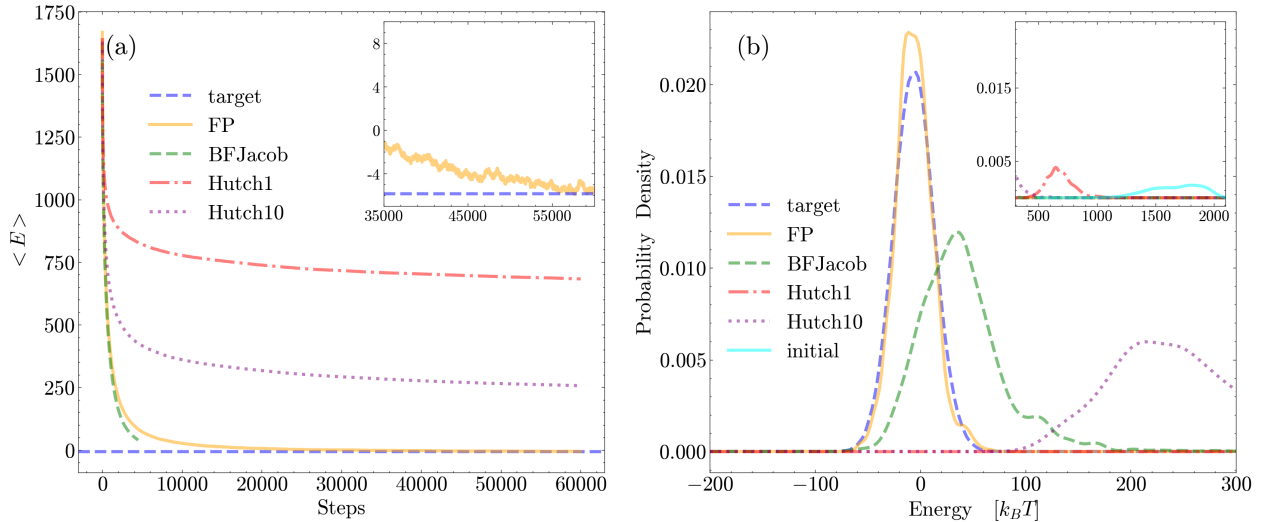 (a)
1750
1500
1250
1000
750
500
250
0
< E >
target
FP
BFJacob
Hutch1
Hutch10
8
4
0
−4
35000 45000 55000
0 10000 20000 30000 40000 50000 60000
Steps
(b)
0.020
0.015
0.010
0.005
0.000
Probability Density
target
FP
BFJacob
Hutch1
Hutch10
initial
0.015
0.005
500 1000 1500 2000
−200 −100 0 100 200 300
Energy [k_BT]